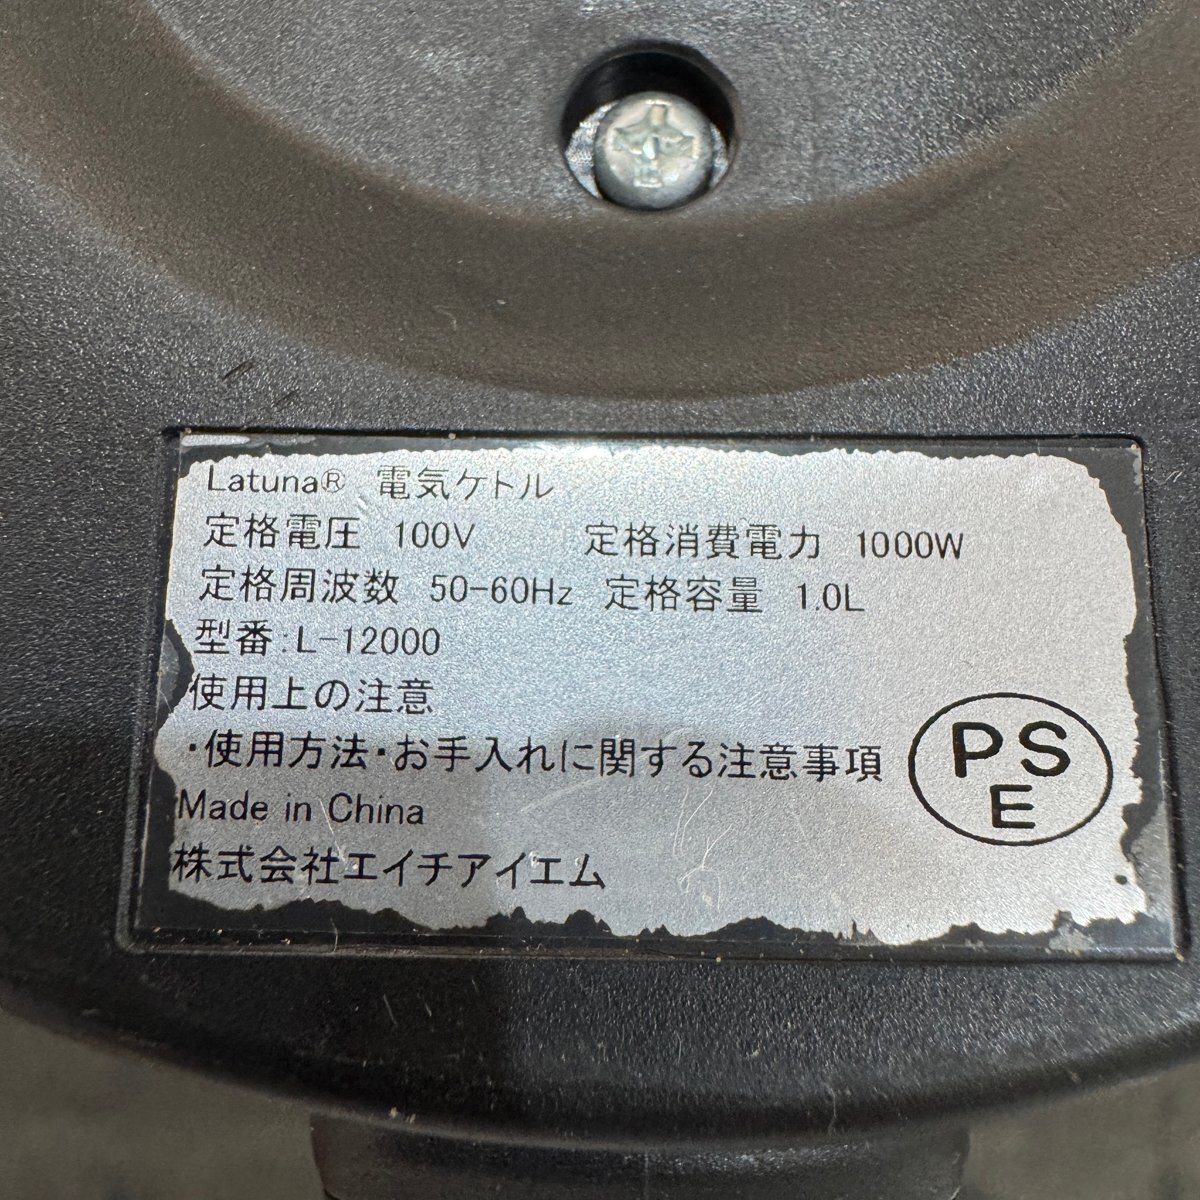 Latuna® 電気ケトル
定格電圧 100V 定格消費電力 1000W
定格周波数 50-60Hz 定格容量 1.0L
型番:L-12000
使用上の注意
・使用方法・お手入れに関する注意事項
Made in China
株式会社エイチアイエム
PS
E